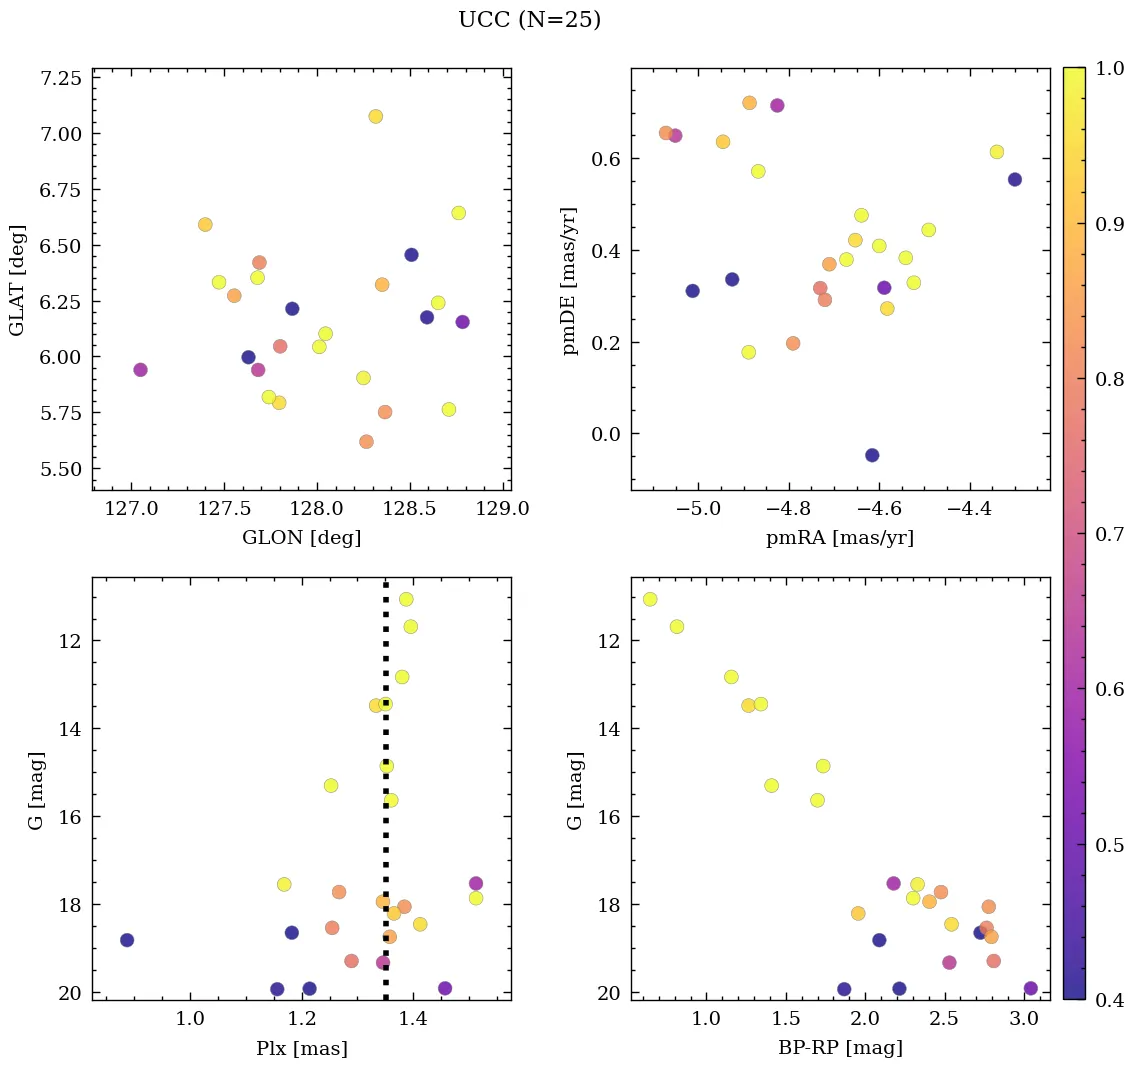 UCC (N=25)
7.25
7.00
6.75
6.50
6.25
6.00
5.75
5.50
GLAT [deg]
127.0 127.5 128.0 128.5 129.0
GLON [deg]
0.6
0.4
0.2
0.0
pmDE [mas/yr]
−5.0 −4.8 −4.6 −4.4
pmRA [mas/yr]
12
14
16
18
20
G [mag]
1.0 1.2 1.4
Plx [mas]
12
14
16
18
20
G [mag]
1.0 1.5 2.0 2.5 3.0
BP-RP [mag]
1.0
0.9
0.8
0.7
0.6
0.5
0.4